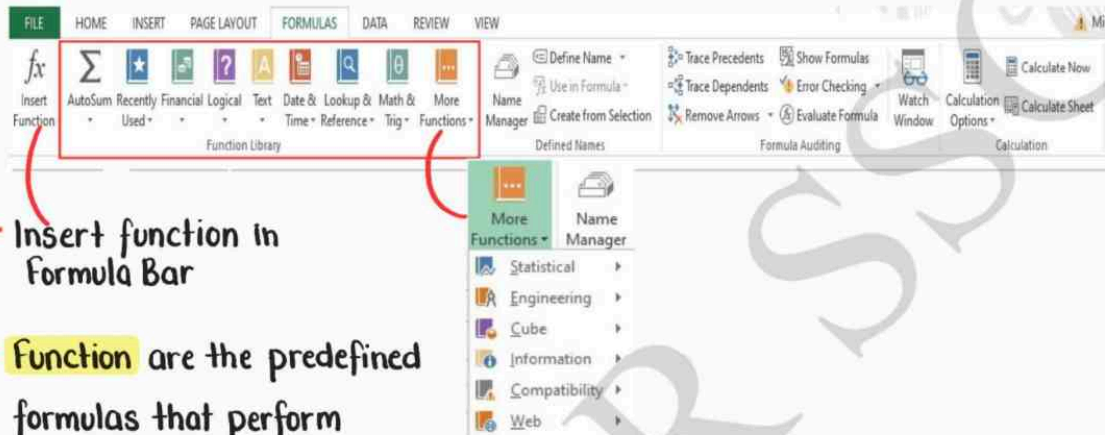 FILE HOME INSERT PAGE LAYOUT FORMULAS DATA REVIEW VIEW Mi
fx Σ ? A θ
Insert Function AutoSum Recently Used Financial Logical Text Date & Time Lookup & Reference Math & Trig More Functions
Function Library
Name Manager Define Name Use in Formula Create from Selection
Defined Names
Trace Precedents Show Formulas
Trace Dependents Error Checking
Remove Arrows Evaluate Formula
Watch Window
Formula Auditing
Calculation Options Calculate Now
Calculate Sheet
Calculation
Insert function in
Formula Bar
Function are the predefined
formulas that perform
More Functions Name Manager
Statistical
Engineering
Cube
Information
Compatibility
Web
R SSC